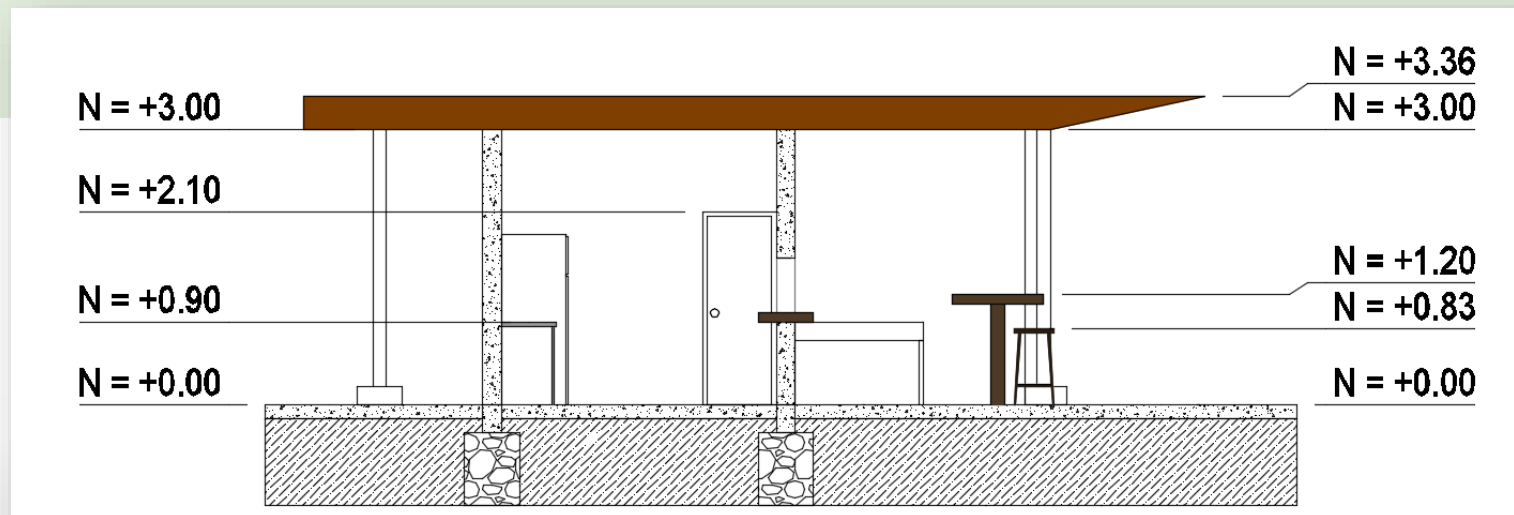 N = +3.36
N = +3.00
N = +3.00
N = +2.10
N = +1.20
N = +0.90
N = +0.83
N = +0.00
N = +0.00